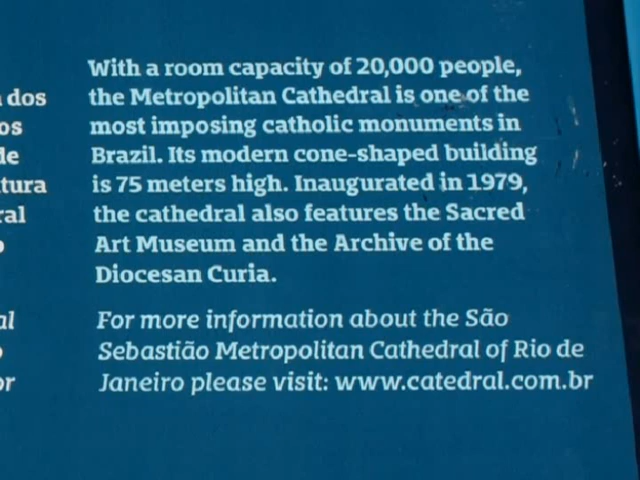 With a room capacity of 20,000 people,
the Metropolitan Cathedral is one of the
most imposing catholic monuments in
Brazil. Its modern cone-shaped building
is 75 meters high. Inaugurated in 1979,
the cathedral also features the Sacred
Art Museum and the Archive of the
Diocesan Curia.
For more information about the São
Sebastião Metropolitan Cathedral of Rio de
Janeiro please visit: www.catedral.com.br
dos